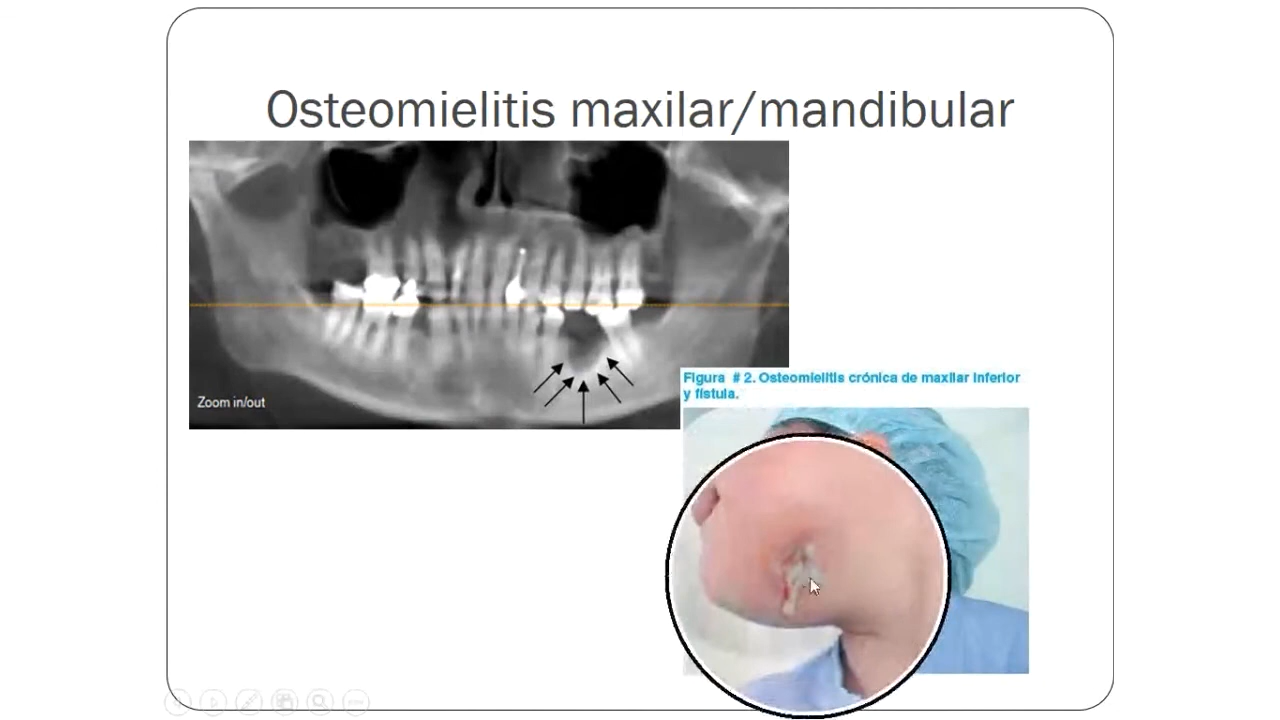 Osteomielitis maxilar/mandibular
Zoom in/out
Figura # 2. Osteomielitis crónica de maxilar inferior
y fístula.